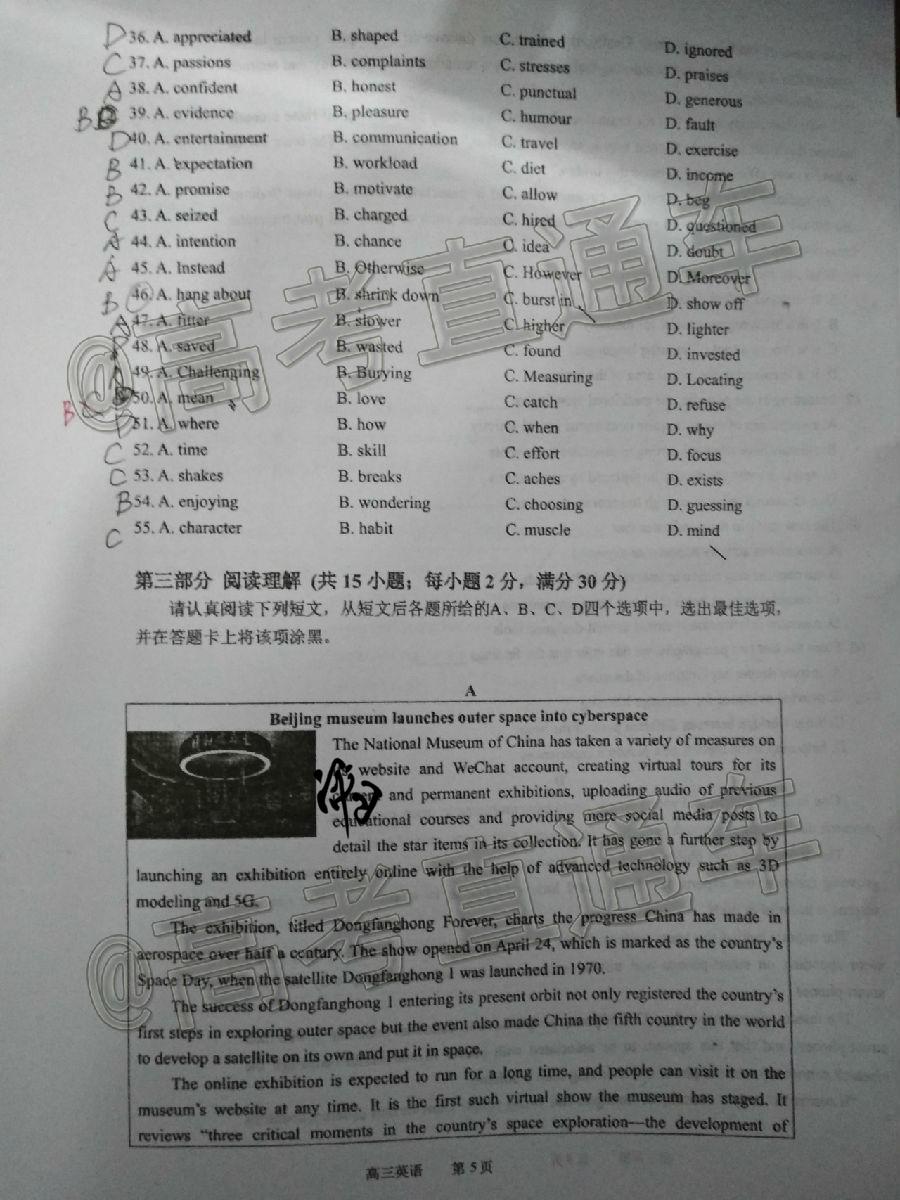 D 36. A. appreciated B. shaped C. trained D. ignored
C 37. A. passions B. complaints C. stresses D. praises
A 38. A. confident B. honest C. punctual D. generous
B 39. A. evidence B. pleasure C. humour D. fault
D 40. A. entertainment B. communication C. travel D. exercise
B 41. A. expectation B. workload C. diet D. income
B 42. A. promise B. motivate C. allow D. beg
C 43. A. seized B. charged C. hired D. questioned
A 44. A. intention B. chance C. idea D. doubt
A 45. A. Instead B. Otherwise C. However D. Moreover
B 46. A. hang about B. shrink down C. burst in D. show off
A 47. A. fitter B. slower C. higher D. lighter
48. A. saved B. wasted C. found D. invested
A 49. A. Challenging B. Burying C. Measuring D. Locating
B 50. A. mean B. love C. catch D. refuse
D 51. A. where B. how C. when D. why
C 52. A. time B. skill C. effort D. focus
C 53. A. shakes B. breaks C. aches D. exists
B 54. A. enjoying B. wondering C. choosing D. guessing
C 55. A. character B. habit C. muscle D. mind
@高考直通车
第三部分 阅读理解 (共 15 小题；每小题 2 分，满分 30 分)
请认真阅读下列短文，从短文后各题所给的A、B、C、D四个选项中，选出最佳选项，
并在答题卡上将该项涂黑。
A
Beijing museum launches outer space into cyberspace
The National Museum of China has taken a variety of measures on
website and WeChat account, creating virtual tours for its
and permanent exhibitions, uploading audio of previous
educational courses and providing more social media posts to
detail the star items in its collection. It has gone a further step by
launching an exhibition entirely online with the help of advanced technology such as 3D
modeling and 5G.
The exhibition, titled Dongfanghong Forever, charts the progress China has made in
aerospace over half a century. The show opened on April 24, which is marked as the country's
Space Day, when the satellite Dongfanghong 1 was launched in 1970.
The success of Dongfanghong 1 entering its present orbit not only registered the country's
first steps in exploring outer space but the event also made China the fifth country in the world
to develop a satellite on its own and put it in space.
The online exhibition is expected to run for a long time, and people can visit it on the
museum's website at any time. It is the first such virtual show the museum has staged. It
reviews "three critical moments in the country's space exploration—the development of
@高考直通车
高三英语 第 5 页